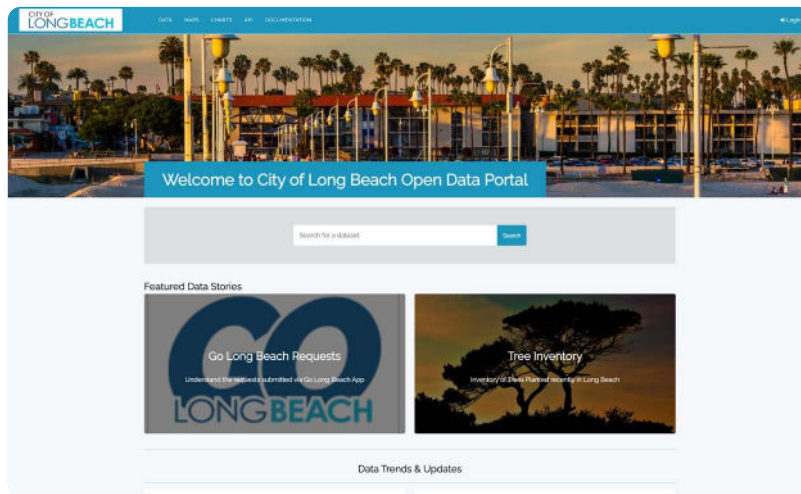 CITY OF
LONGBEACH
DATA MAPS CHARTS API DOCUMENTATION
Login
Welcome to City of Long Beach Open Data Portal
Search for a dataset
Search
Featured Data Stories
GO
LONGBEACH
Go Long Beach Requests
Understand the requests submitted via Go Long Beach App
Tree Inventory
Inventory of Trees Planted recently in Long Beach
Data Trends & Updates